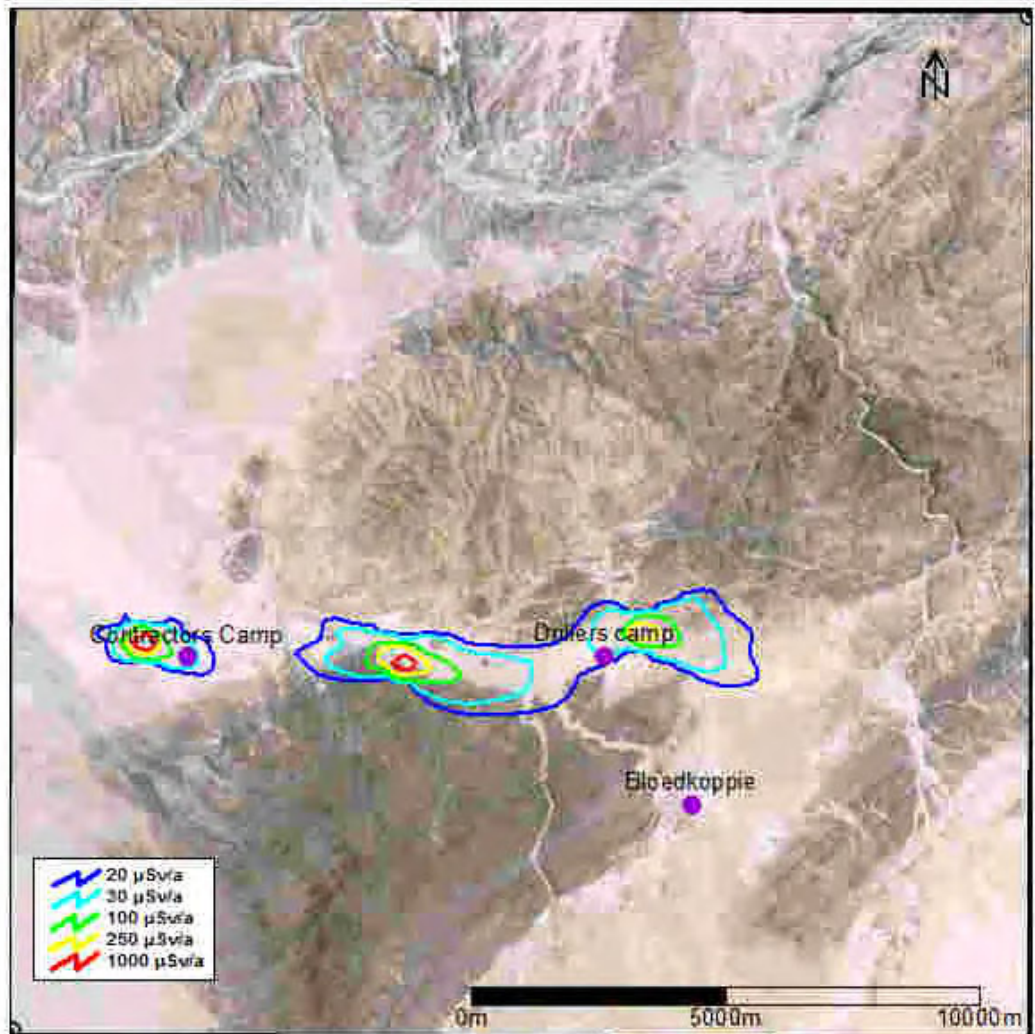 N
Contractors Camp
Drillers camp
Bloedkoppie
20 µSv/a
30 µSv/a
100 µSv/a
250 µSv/a
1000 µSv/a
0m 5000m 10000m